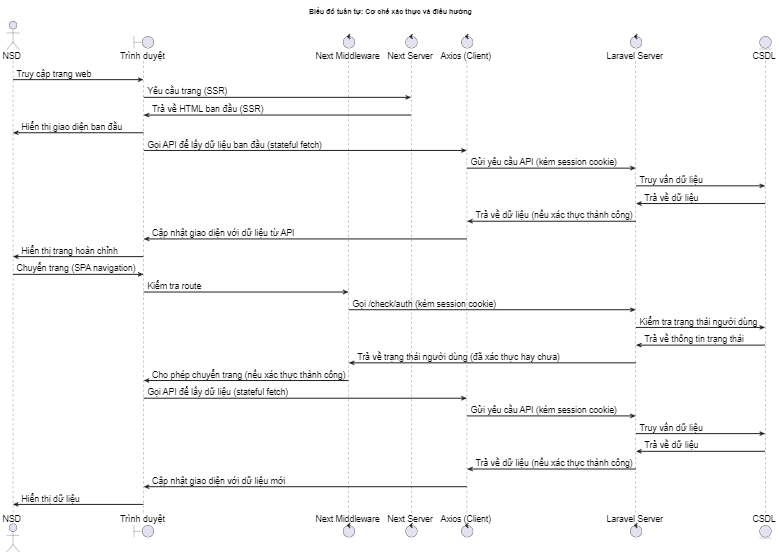 Biểu đồ tuần tự: Cơ chế xác thực và điều hướng
NSD Trình duyệt Next Middleware Next Server Axios (Client) Laravel Server CSDL
Truy cập trang web
Yêu cầu trang (SSR)
Trả về HTML ban đầu (SSR)
Hiển thị giao diện ban đầu
Gọi API để lấy dữ liệu ban đầu (stateful fetch)
Gửi yêu cầu API (kèm session cookie)
Truy vấn dữ liệu
Trả về dữ liệu
Trả về dữ liệu (nếu xác thực thành công)
Cập nhật giao diện với dữ liệu từ API
Hiển thị trang hoàn chỉnh
Chuyển trang (SPA navigation)
Kiểm tra route
Gọi /check/auth (kèm session cookie)
Kiểm tra trạng thái người dùng
Trả về thông tin trạng thái
Trả về trạng thái người dùng (đã xác thực hay chưa)
Cho phép chuyển trang (nếu xác thực thành công)
Gọi API để lấy dữ liệu (stateful fetch)
Gửi yêu cầu API (kèm session cookie)
Truy vấn dữ liệu
Trả về dữ liệu
Trả về dữ liệu (nếu xác thực thành công)
Cập nhật giao diện với dữ liệu mới
Hiển thị dữ liệu
NSD Trình duyệt Next Middleware Next Server Axios (Client) Laravel Server CSDL